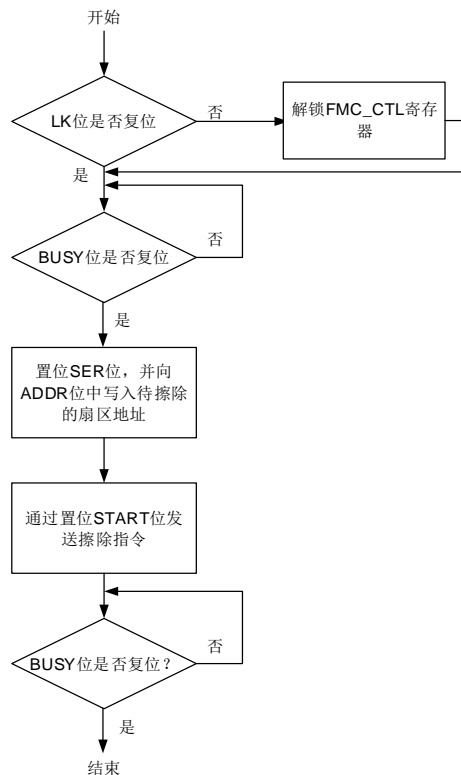 开始
LK位是否复位
否
解锁FMC_CTL寄存
器
是
BUSY位是否复位
否
是
置位SER位，并向
ADDR位中写入待擦除
的扇区地址
通过置位START位发
送擦除指令
BUSY位是否复位？
否
是
结束